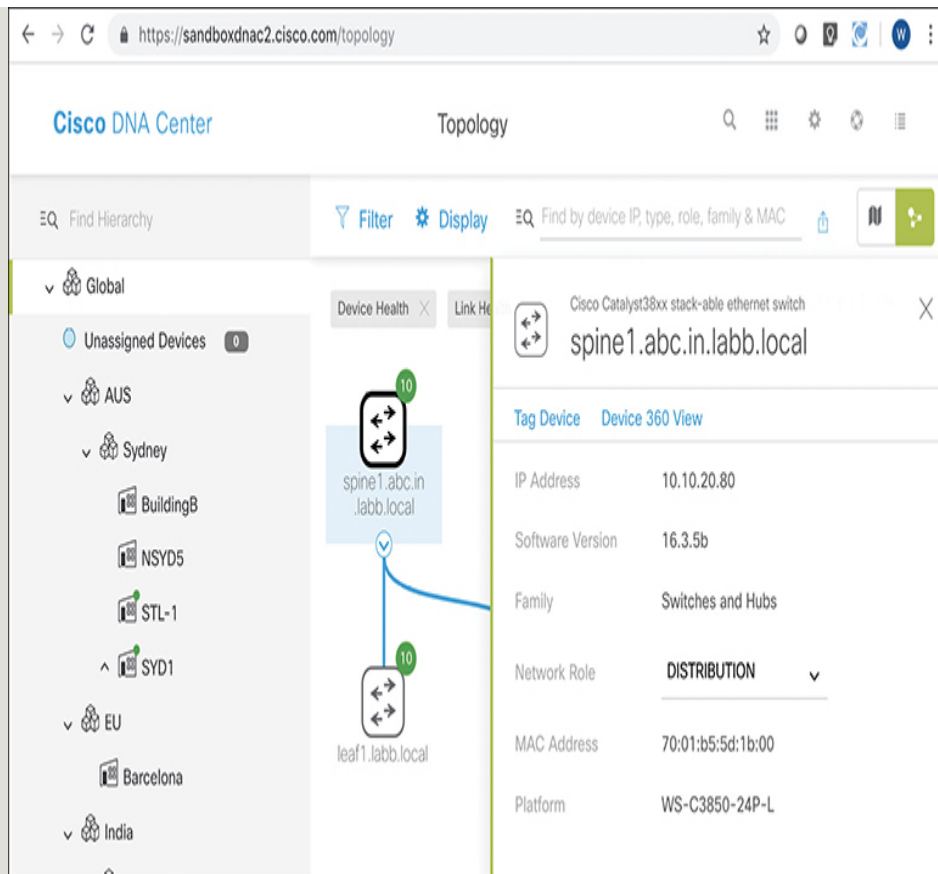 https://sandboxdnac2.cisco.com/topology
W
Cisco DNA Center
Topology
Find Hierarchy
Filter
Display
Find by device IP, type, role, family & MAC
Global
Unassigned Devices 0
AUS
Sydney
BuildingB
NSYD5
STL-1
SYD1
EU
Barcelona
India
Device Health
Link He
10
spine1.abc.in
.labb.local
10
leaf1.labb.local
Cisco Catalyst38xx stack-able ethernet switch
spine1.abc.in.labb.local
Tag Device Device 360 View
IP Address 10.10.20.80
Software Version 16.3.5b
Family Switches and Hubs
Network Role DISTRIBUTION
MAC Address 70:01:b5:5d:1b:00
Platform WS-C3850-24P-L